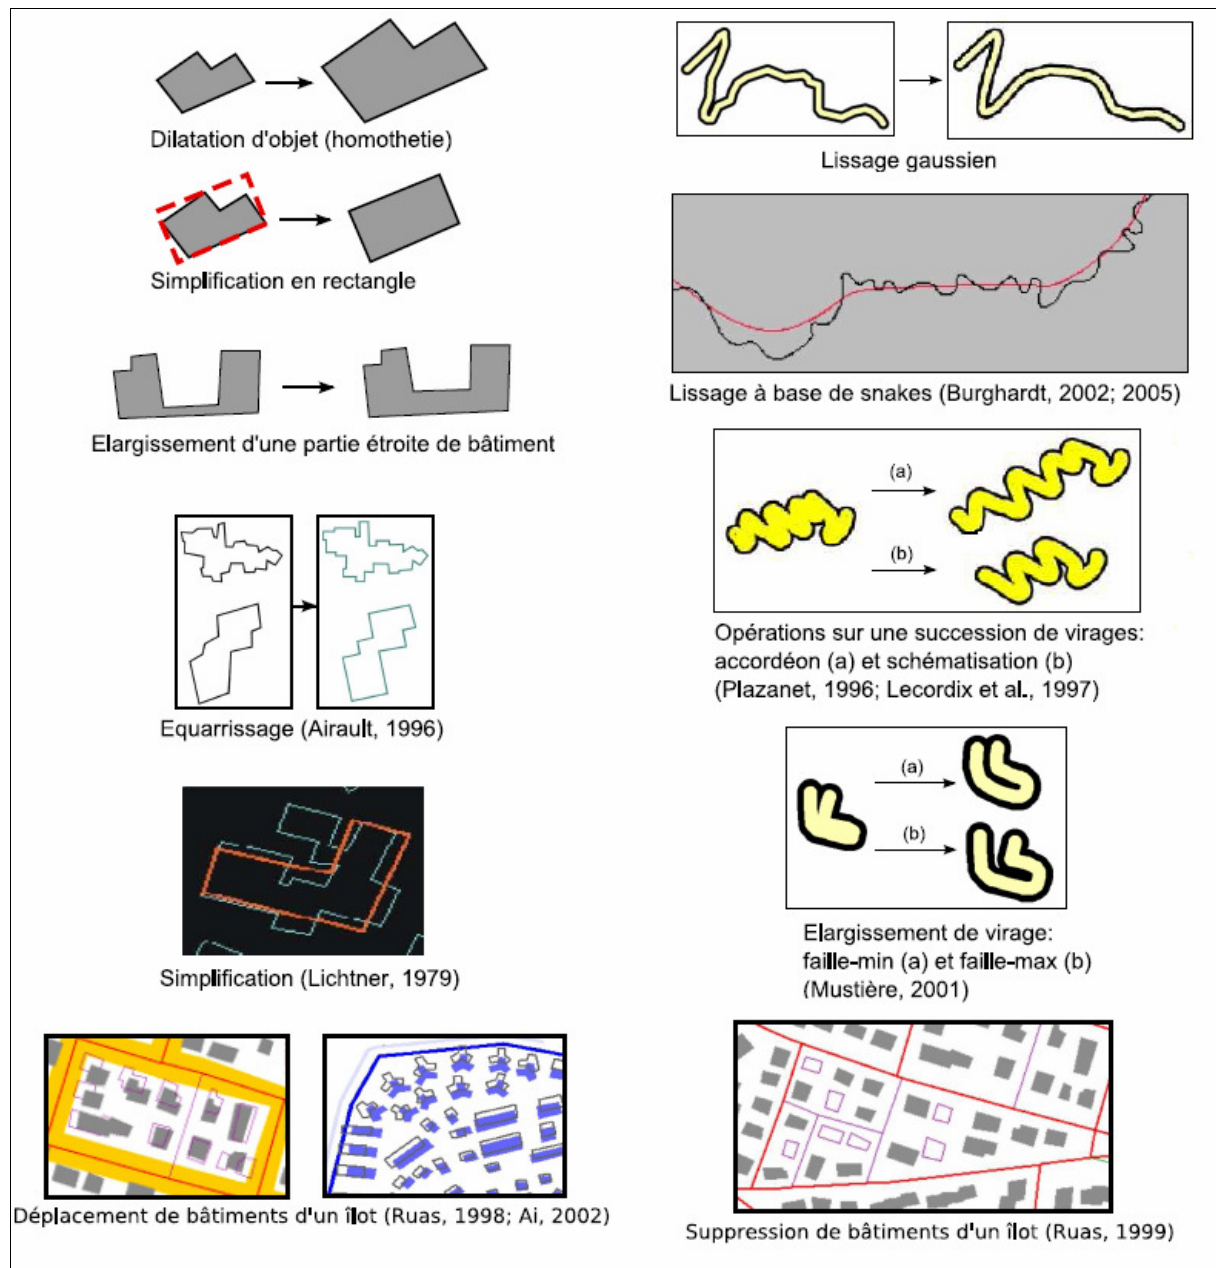 Dilatation d'objet (homothetie)
Simplification en rectangle
Elargissement d'une partie étroite de bâtiment
Equarrissage (Airault, 1996)
Simplification (Lichtner, 1979)
Déplacement de bâtiments d'un îlot (Ruas, 1998; Ai, 2002)
Lissage gaussien
Lissage à base de snakes (Burghardt, 2002; 2005)
(a)
(b)
Opérations sur une succession de virages:
accordéon (a) et schématisation (b)
(Plazanet, 1996; Lecordix et al., 1997)
(a)
(b)
Elargissement de virage:
faille-min (a) et faille-max (b)
(Mustière, 2001)
Suppression de bâtiments d'un îlot (Ruas, 1999)